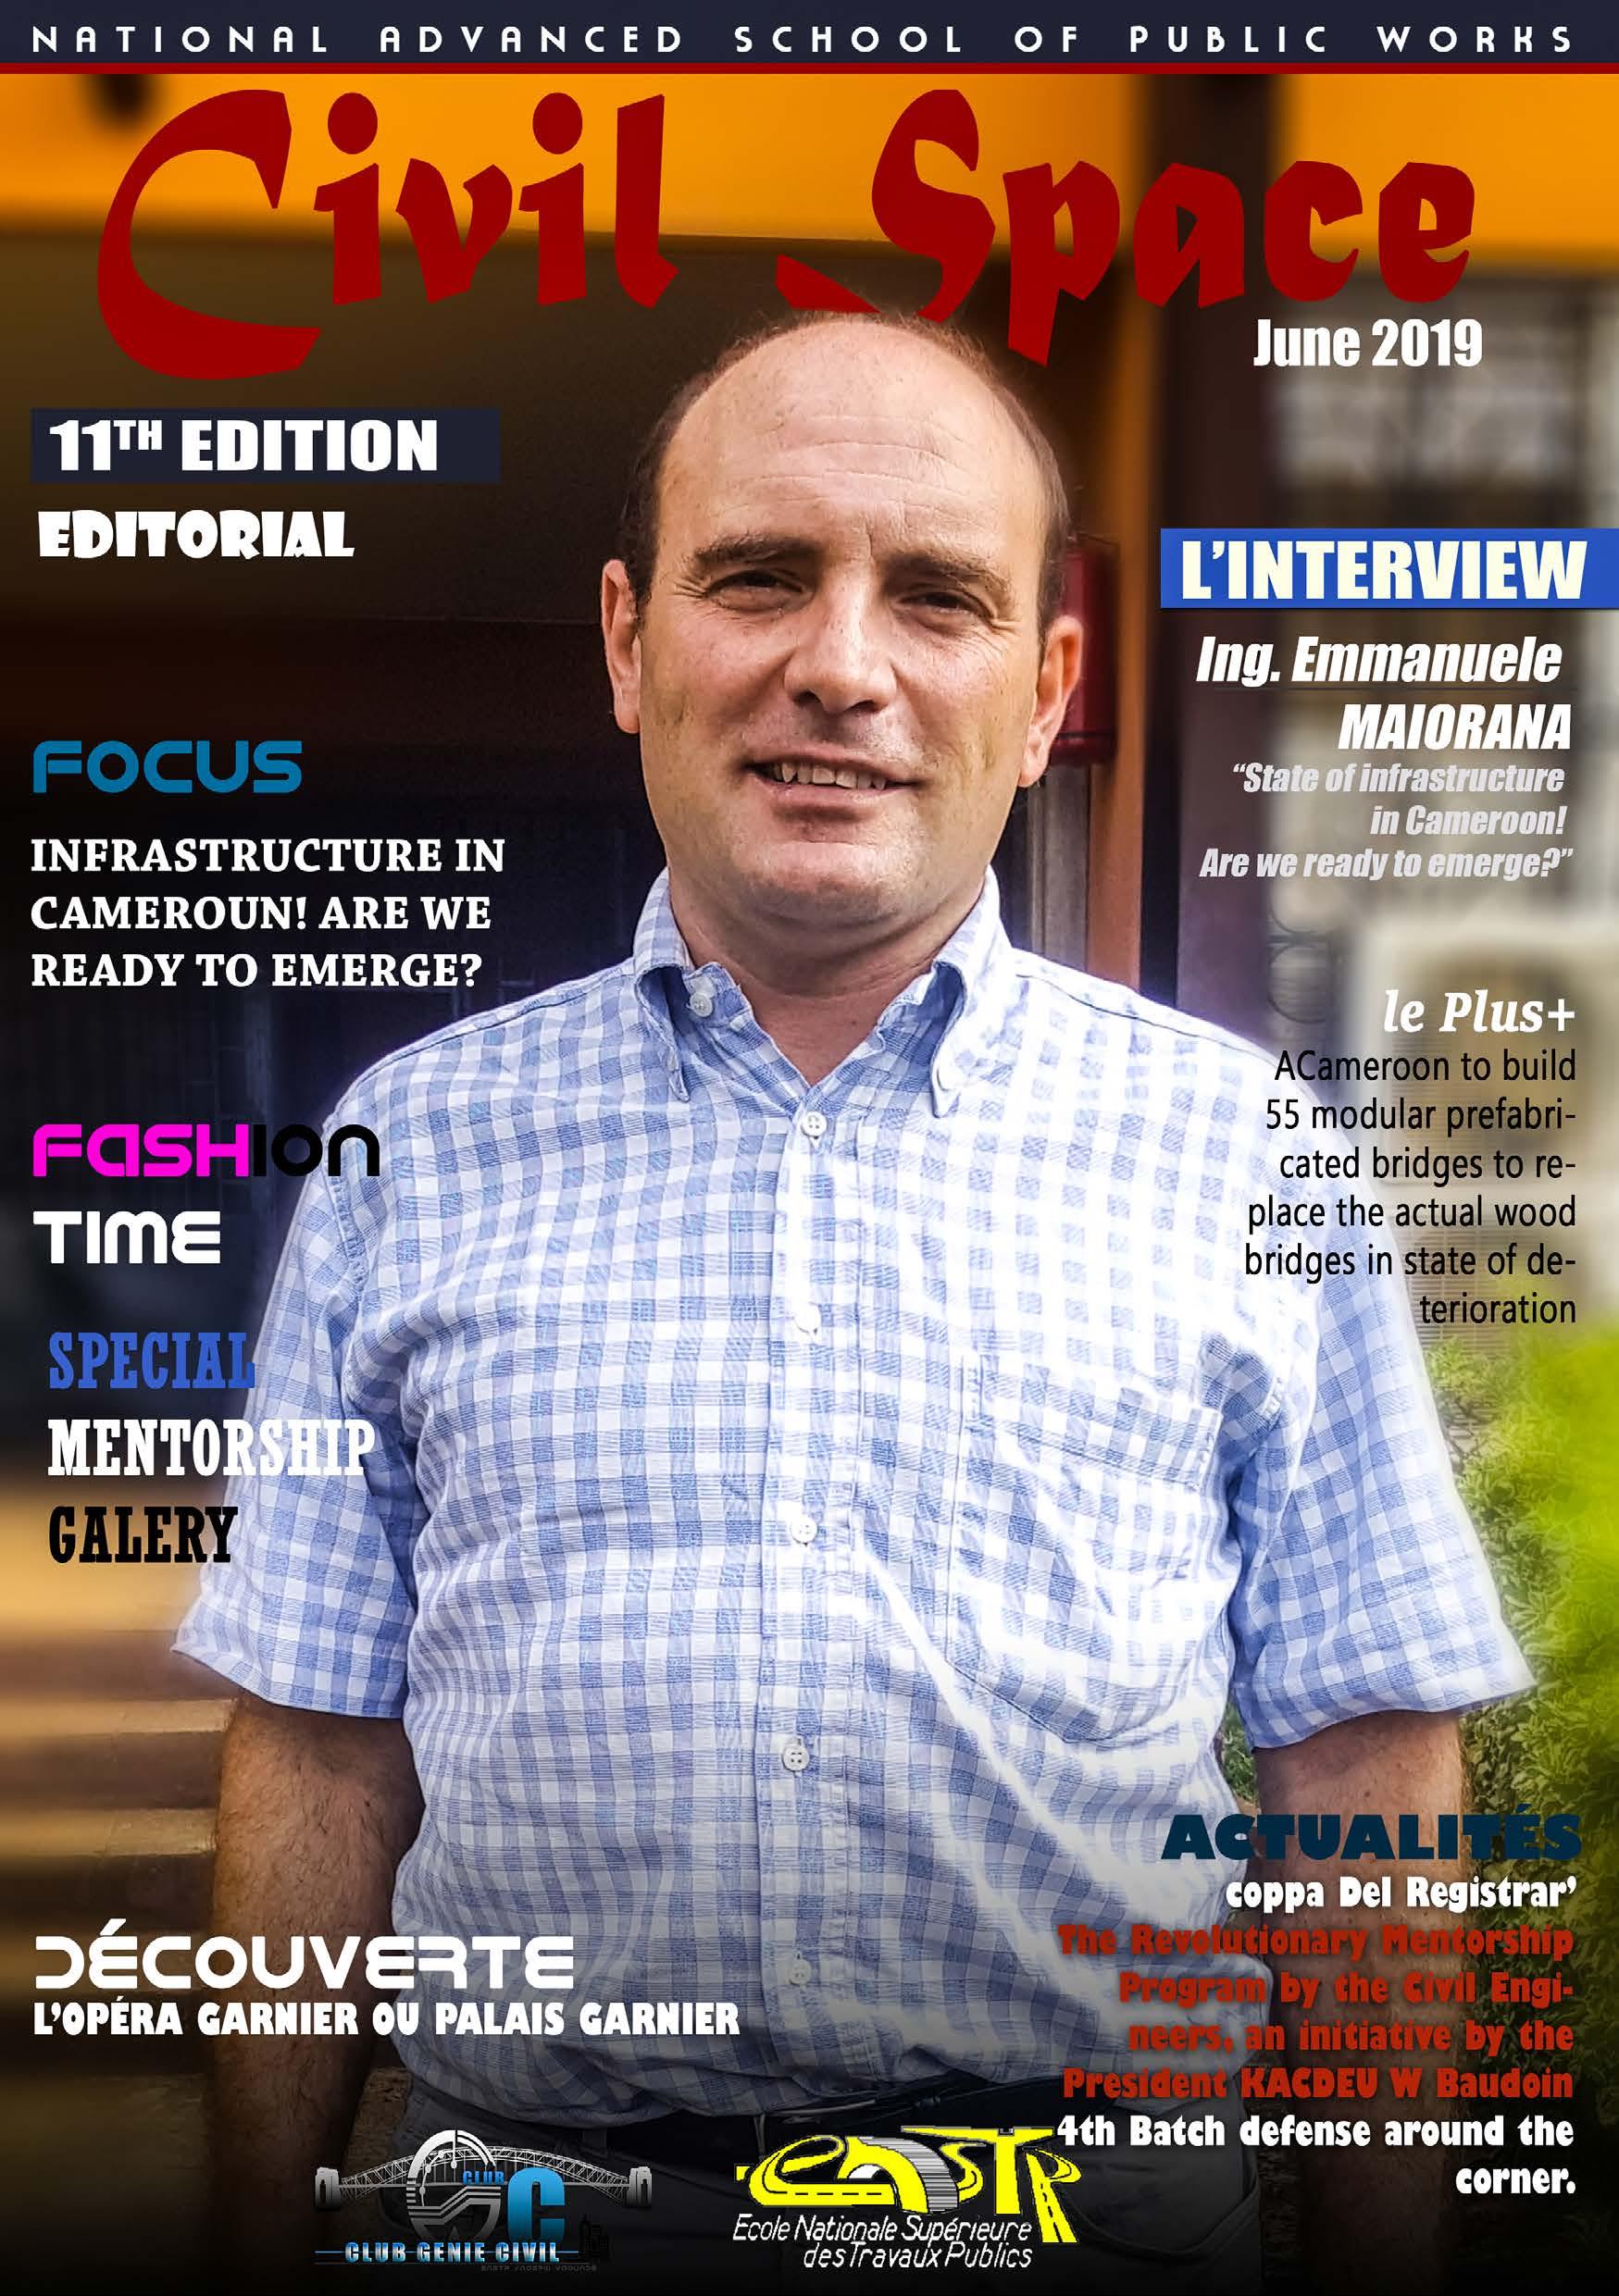 NATIONAL ADVANCED SCHOOL OF PUBLIC WORKS
Civil Space
June 2019
11TH EDITION
EDITORIAL
L'INTERVIEW
Ing. Emmanuele
MAIORANA
“State of infrastructure
in Cameroon!
Are we ready to emerge?”
FOCUS
INFRASTRUCTURE IN
CAMEROUN! ARE WE
READY TO EMERGE?
le Plus+
ACameroon to build
55 modular prefabri-
cated bridges to re-
place the actual wood
bridges in state of de-
terioration
FASHION
TIME
SPECIAL
MENTORSHIP
GALERY
ACTUALITÉS
coppa Del Registrar’
The Revolutionary Mentorship
Program by the Civil Engi-
neers, an initiative by the
President KACDEU W Baudoin
4th Batch defense around the
corner.
DÉCOUVERTE
L'OPÉRA GARNIER OU PALAIS GARNIER
CLUB
GC
CLUB GENIE CIVIL
ENSTP
Ecole Nationale Supérieure
des Travaux Publics